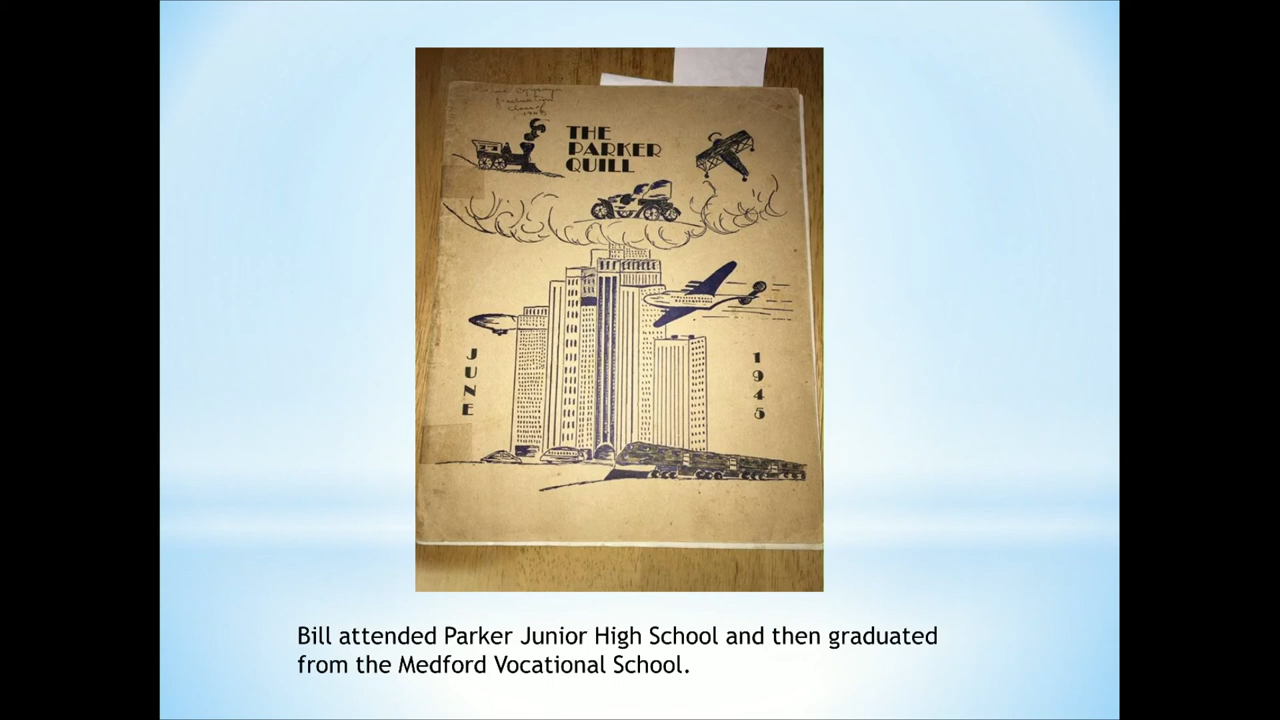 THE
PARKER
QUILL
JUNE
1945
Bill attended Parker Junior High School and then graduated
from the Medford Vocational School.